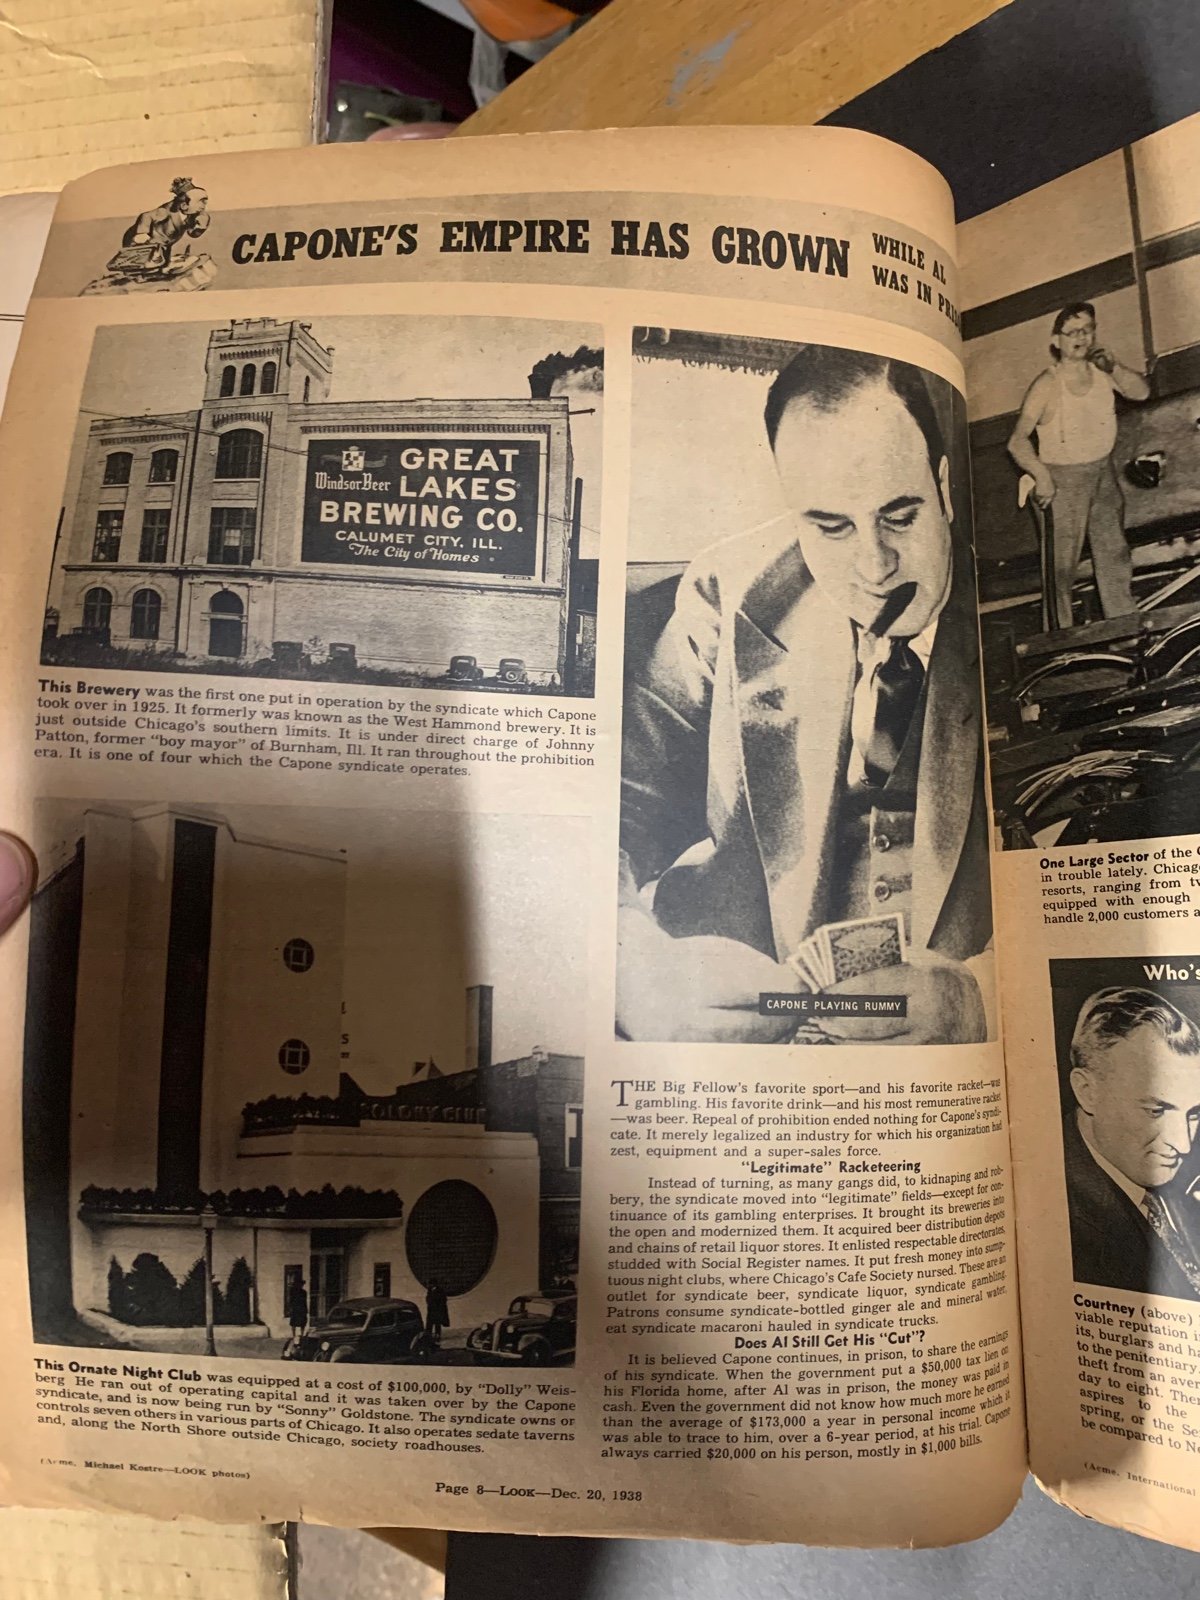 CAPONE'S EMPIRE HAS GROWN
WHILE AL
WAS IN
Windsor Beer
GREAT
LAKES
BREWING CO.
CALUMET CITY, ILL.
The City of Homes
This Brewery was the first one put in operation by the syndicate which Capone
took over in 1925. It formerly was known as the West Hammond brewery. It is
just outside Chicago's southern limits. It is under direct charge of Johnny
Patton, former "boy mayor" of Burnham, Ill. It ran throughout the prohibition
era. It is one of four which the Capone syndicate operates.
COLONY CLUB
This Ornate Night Club was equipped at a cost of $100,000, by "Dolly" Weis-
berg He ran out of operating capital and it was taken over by the Capone
syndicate, and is now being run by "Sonny" Goldstone. The syndicate owns or
controls seven others in various parts of Chicago. It also operates sedate taverns
and, along the North Shore outside Chicago, society roadhouses.
(Acme, Michael Kostre—LOOK photos)
CAPONE PLAYING RUMMY
THE Big Fellow's favorite sport—and his favorite racket—was
gambling. His favorite drink—and his most remunerative racket
—was beer. Repeal of prohibition ended nothing for Capone's syndi-
cate. It merely legalized an industry for which his organization had
zest, equipment and a super-sales force.
"Legitimate" Racketeering
Instead of turning, as many gangs did, to kidnaping and rob-
bery, the syndicate moved into "legitimate" fields—except for con-
tinuance of its gambling enterprises. It brought its breweries into
the open and modernized them. It acquired beer distribution depots
and chains of retail liquor stores. It enlisted respectable directorates,
studded with Social Register names. It put fresh money into sump-
tuous night clubs, where Chicago's Cafe Society nursed. These are an
outlet for syndicate beer, syndicate liquor, syndicate gambling.
Patrons consume syndicate-bottled ginger ale and mineral water,
eat syndicate macaroni hauled in syndicate trucks.
Does Al Still Get His "Cut"?
It is believed Capone continues, in prison, to share the earnings
of his syndicate. When the government put a $50,000 tax lien on
his Florida home, after Al was in prison, the money was paid in
cash. Even the government did not know how much more he earned
than the average of $173,000 a year in personal income which it
was able to trace to him, over a 6-year period, at his trial. Capone
always carried $20,000 on his person, mostly in $1,000 bills.
Page 8—LOOK—Dec. 20, 1938
One Large Sector of the
in trouble lately.
resorts, ranging from
equipped with enough
handle 2,000 customers
Who's
Courtney (above)
viable reputation
its, burglars and
to the penitentiary.
theft from an
day to eight.
aspires to the
spring, or the
be compared to
(Acme, International